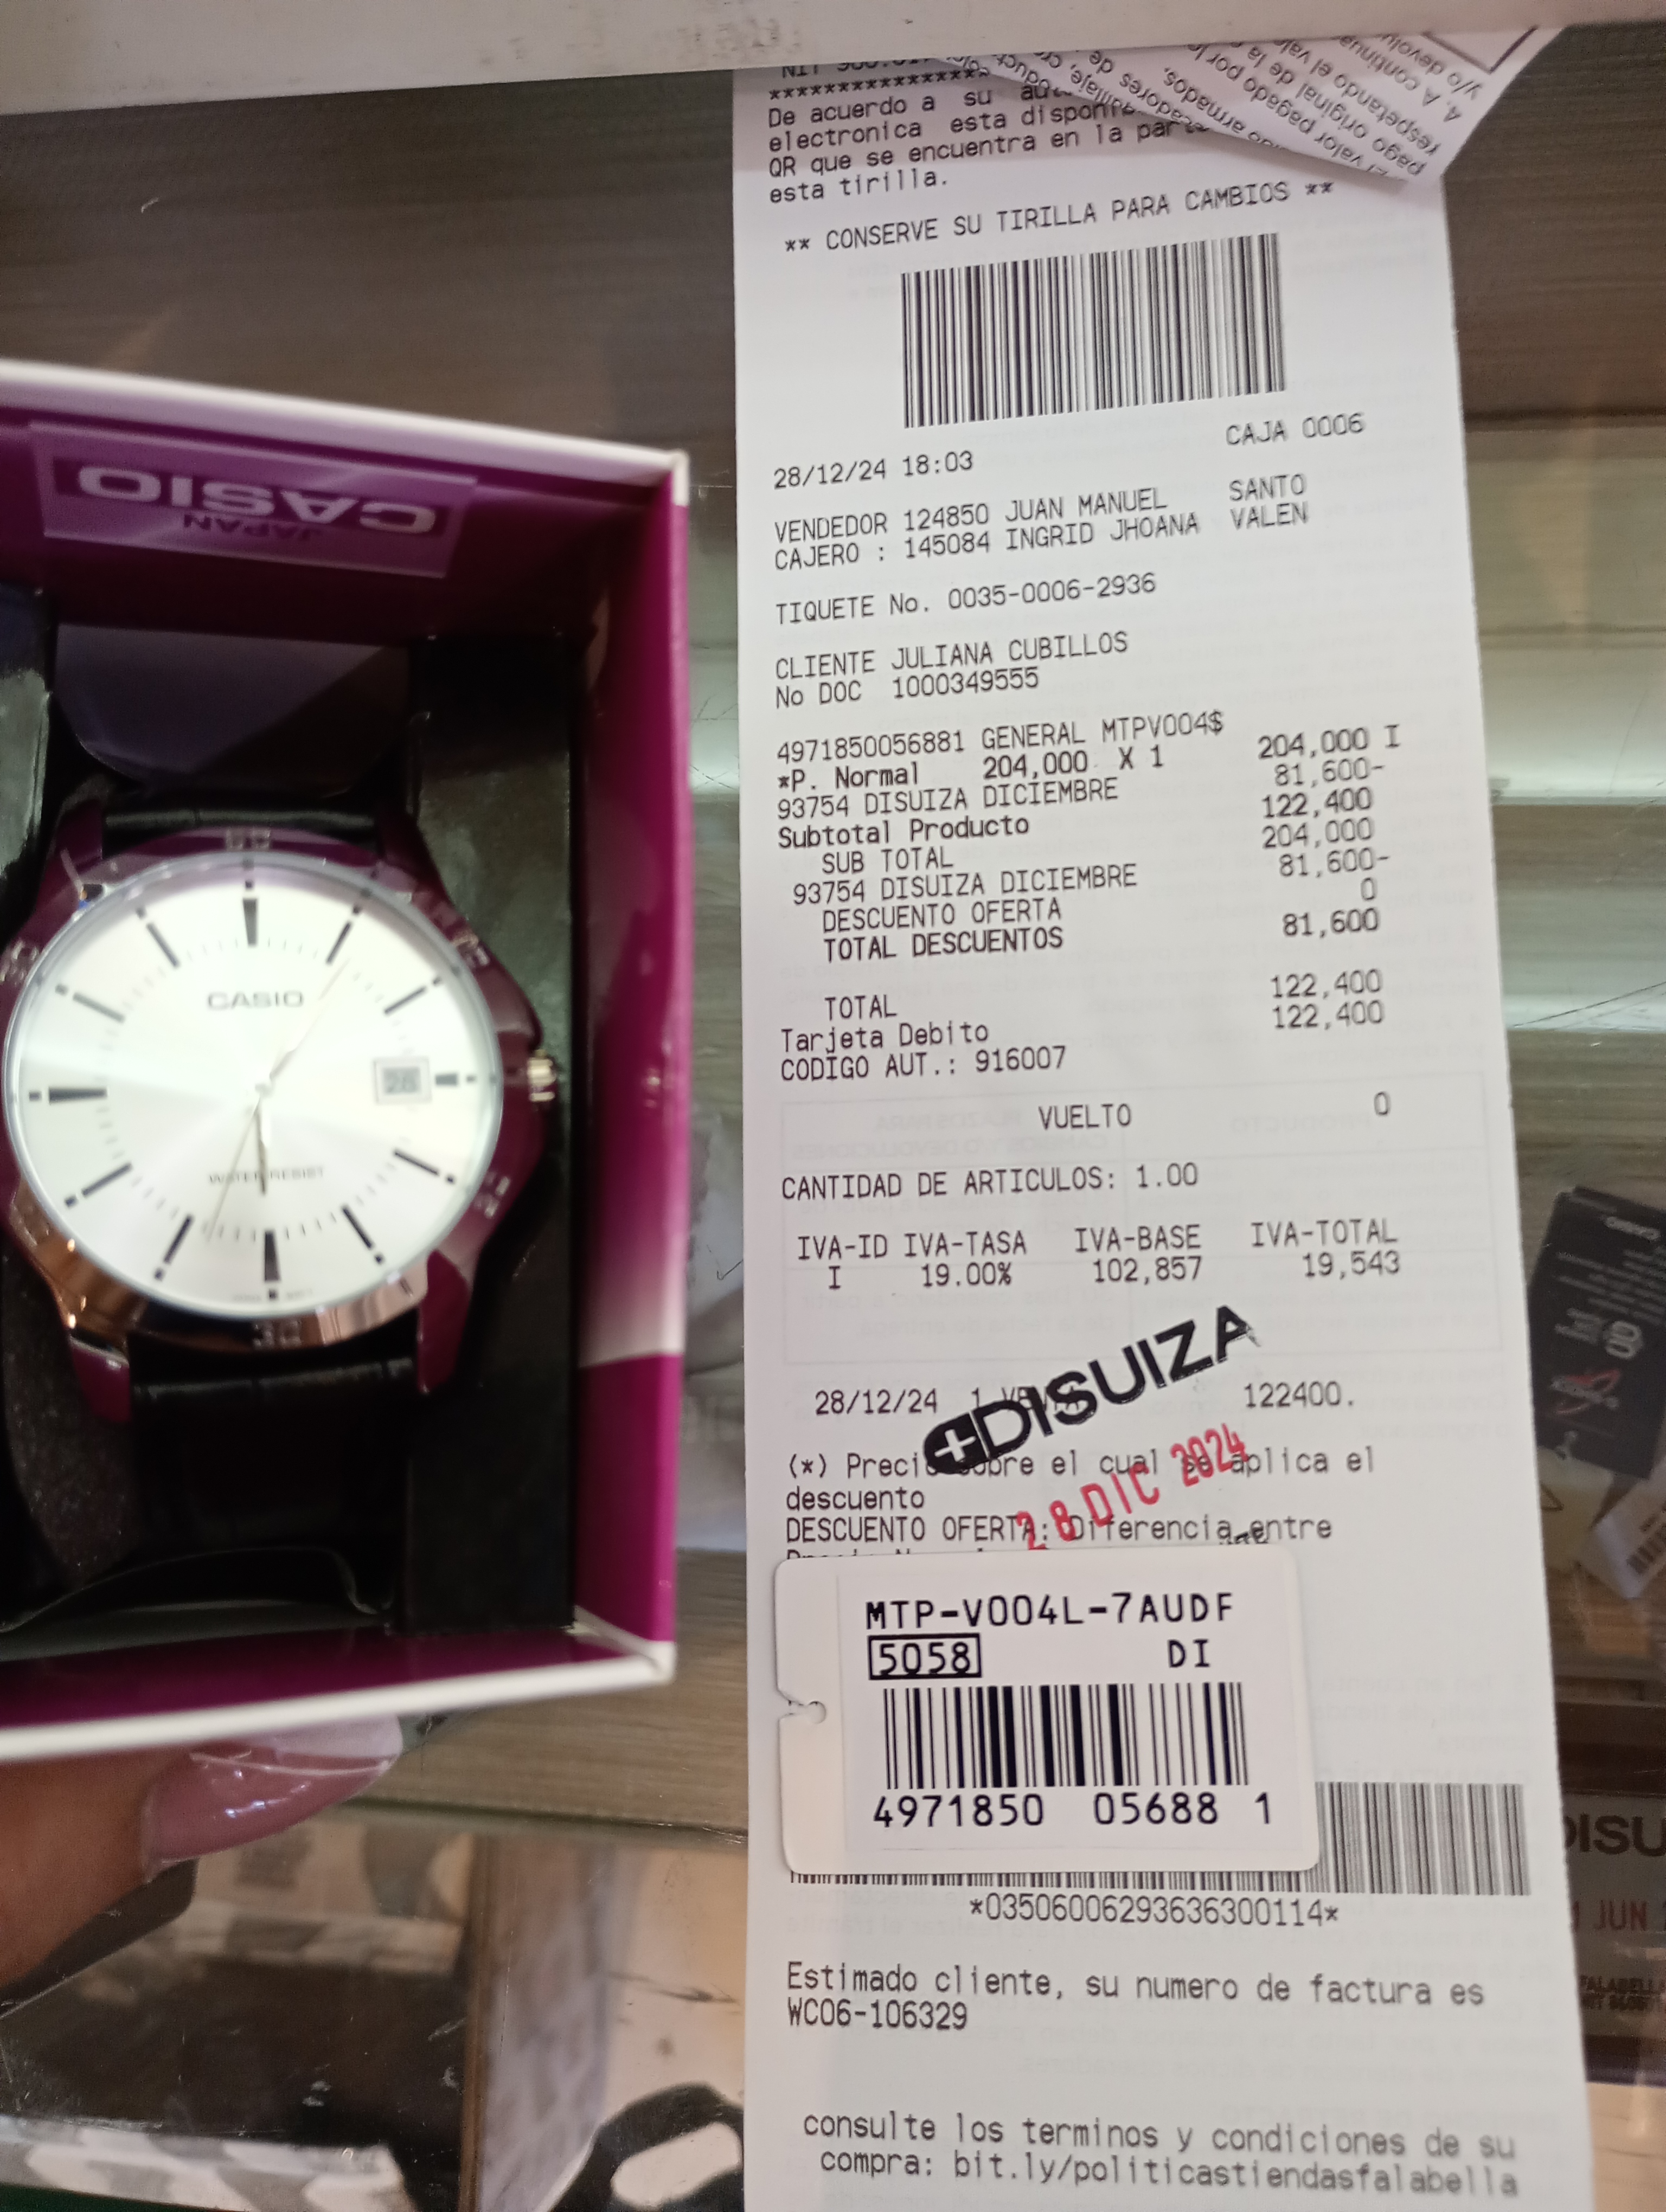 De acuerdo a su
electronica esta
QR que se encuentra en la
esta tirilla.
** CONSERVE SU TIRILLA PARA CAMBIOS **
28/12/24 18:03 CAJA 0006
VENDEDOR 124850 JUAN MANUEL SANTO
CAJERO : 145084 INGRID JHOANA VALEN
TIQUETE No. 0035-0006-2936
CLIENTE JULIANA CUBILLOS
No DOC 1000349555
4971850056881 GENERAL MTPV004$ 204,000 I
*P. Normal 204,000 X 1
93754 DISUIZA DICIEMBRE 81,600-
Subtotal Producto 122,400
SUB TOTAL 204,000
93754 DISUIZA DICIEMBRE 81,600-
DESCUENTO OFERTA 0
TOTAL DESCUENTOS 81,600
TOTAL 122,400
Tarjeta Debito 122,400
CODIGO AUT.: 916007
VUELTO 0
CANTIDAD DE ARTICULOS: 1.00
IVA-ID IVA-TASA IVA-BASE IVA-TOTAL
I 19.00% 102,857 19,543
28/12/24 1 122400.
DISUIZA
28 DIC 2024
(*) Precio sobre el cual se aplica el
descuento
DESCUENTO OFERTA: Diferencia entre
MTP-V004L-7AUDF
5058 DI
4971850 05688 1
*03506006293636300114*
Estimado cliente, su numero de factura es
WC06-106329
consulte los terminos y condiciones de su
compra: bit.ly/politicastiendasfalabella
CASIO
JAPAN
CASIO
28
WATER RESIST
JUN